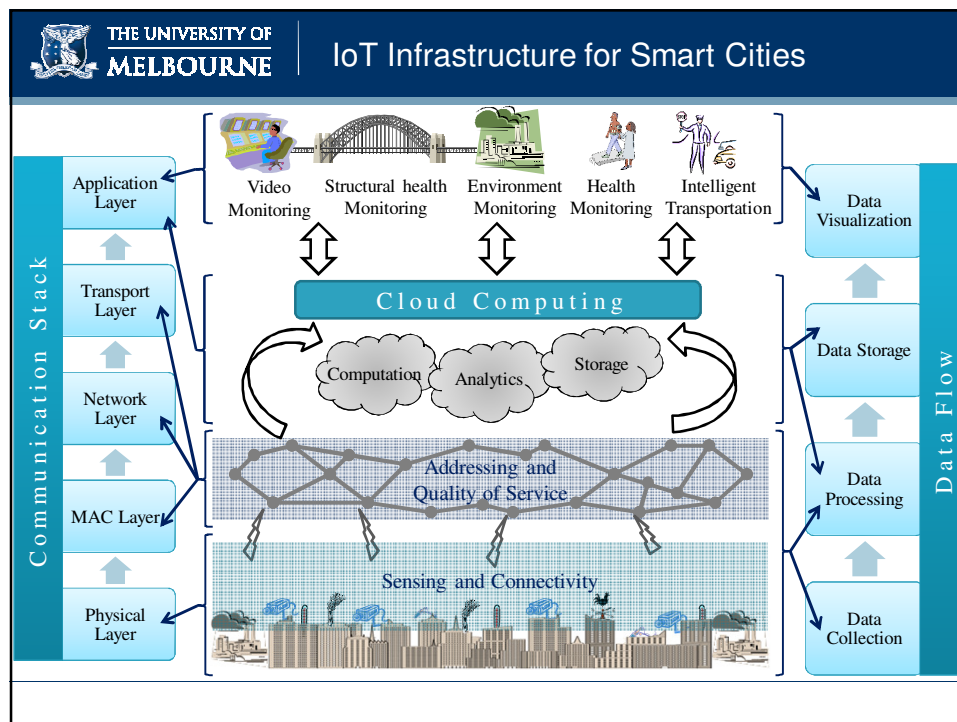 THE UNIVERSITY OF
MELBOURNE
IoT Infrastructure for Smart Cities
Communication Stack
Application
Layer
Transport
Layer
Network
Layer
MAC Layer
Physical
Layer
Video
Monitoring
Structural health
Monitoring
Environment
Monitoring
Health
Monitoring
Intelligent
Transportation
Cloud Computing
Computation
Analytics
Storage
Addressing and
Quality of Service
Sensing and Connectivity
Data
Visualization
Data Storage
Data
Processing
Data
Collection
Data Flow